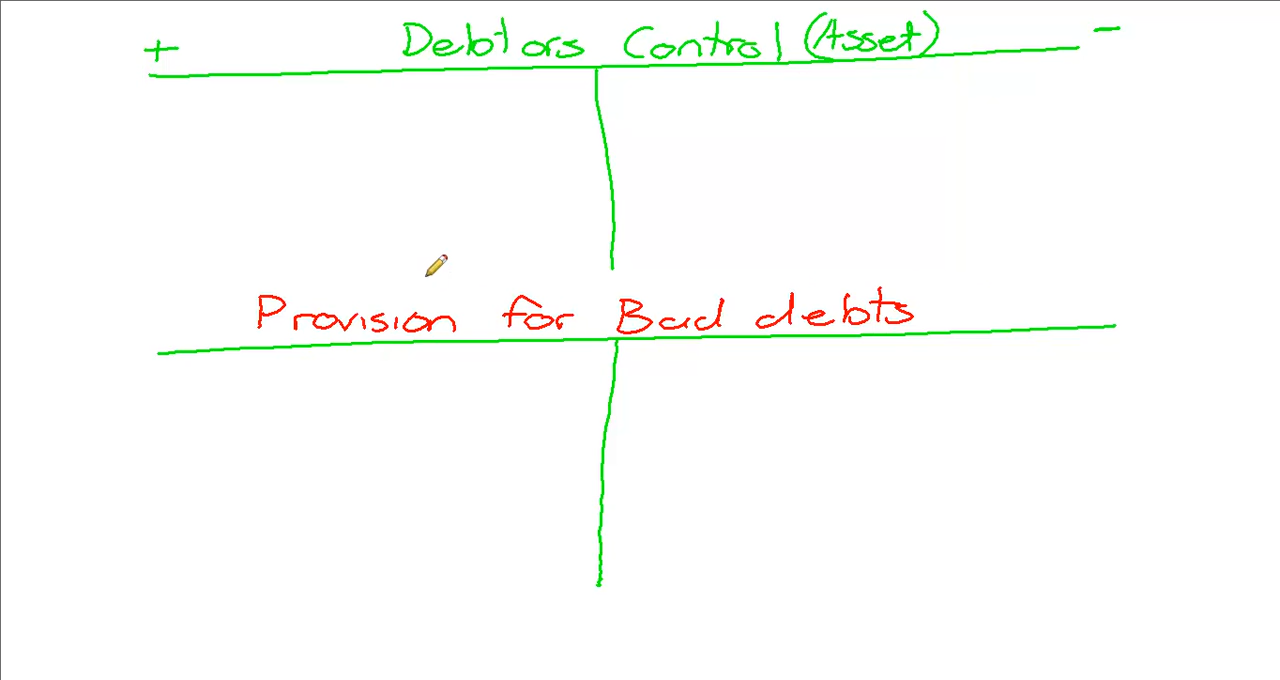 + Debtors Control (Asset) -
Provision for Bad debts